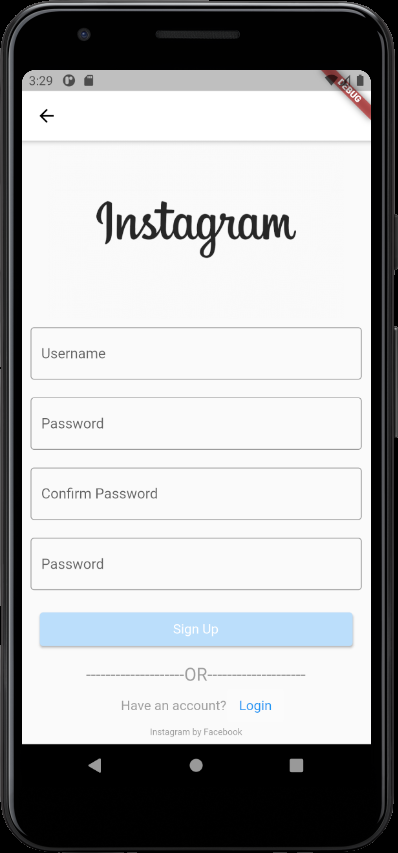 3:29
DEBUG
Instagram
Username
Password
Confirm Password
Password
Sign Up
--------------------OR--------------------
Have an account? Login
Instagram by Facebook